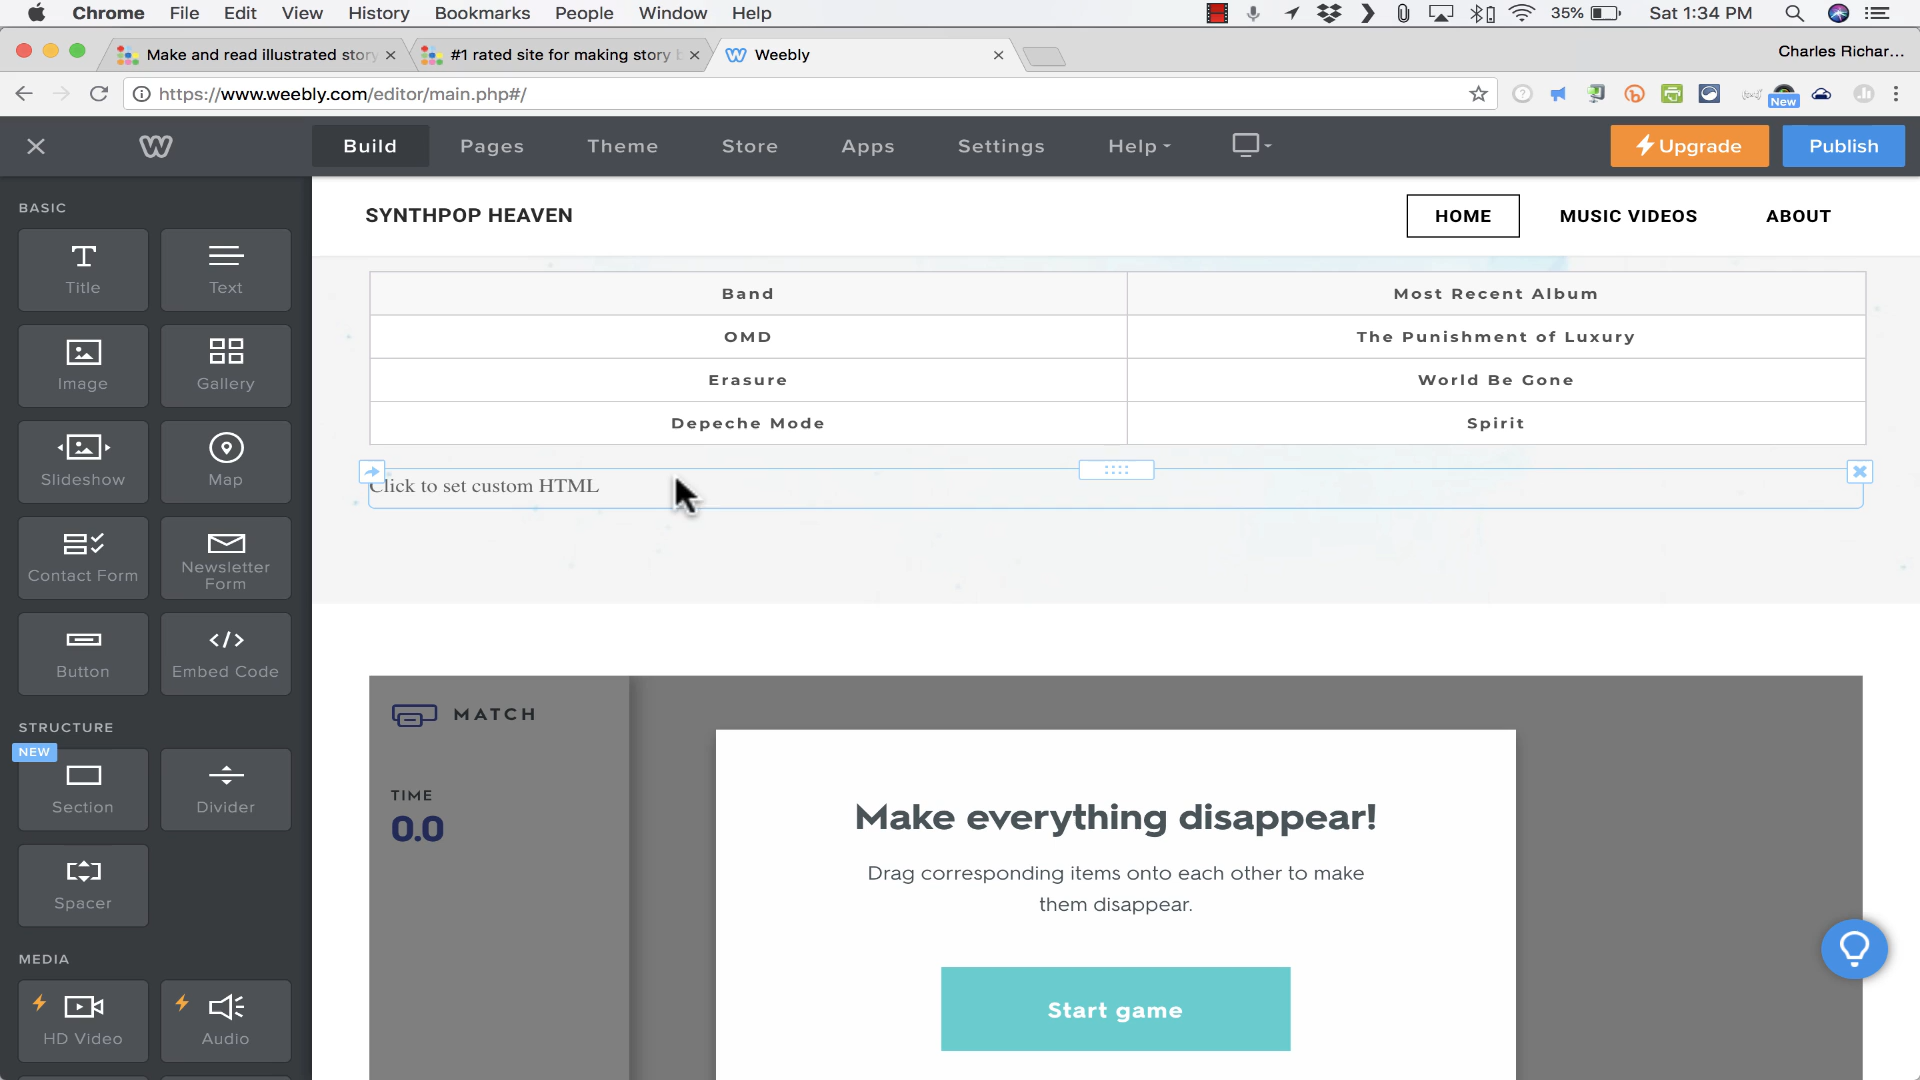 Chrome File Edit View History Bookmarks People Window Help 35% Sat 1:34 PM
Make and read illustrated story
#1 rated site for making story b
Weebly
Charles Richar...
https://www.weebly.com/editor/main.php#/
New
Build Pages Theme Store Apps Settings Help Upgrade Publish
BASIC
Title Text
Image Gallery
Slideshow Map
Contact Form Newsletter
Form
Button Embed Code
STRUCTURE
NEW
Section Divider
Spacer
MEDIA
HD Video Audio
SYNTHPOP HEAVEN HOME MUSIC VIDEOS ABOUT
Band Most Recent Album
OMD The Punishment of Luxury
Erasure World Be Gone
Depeche Mode Spirit
Click to set custom HTML
MATCH
TIME
0.0
Make everything disappear!
Drag corresponding items onto each other to make
them disappear.
Start game